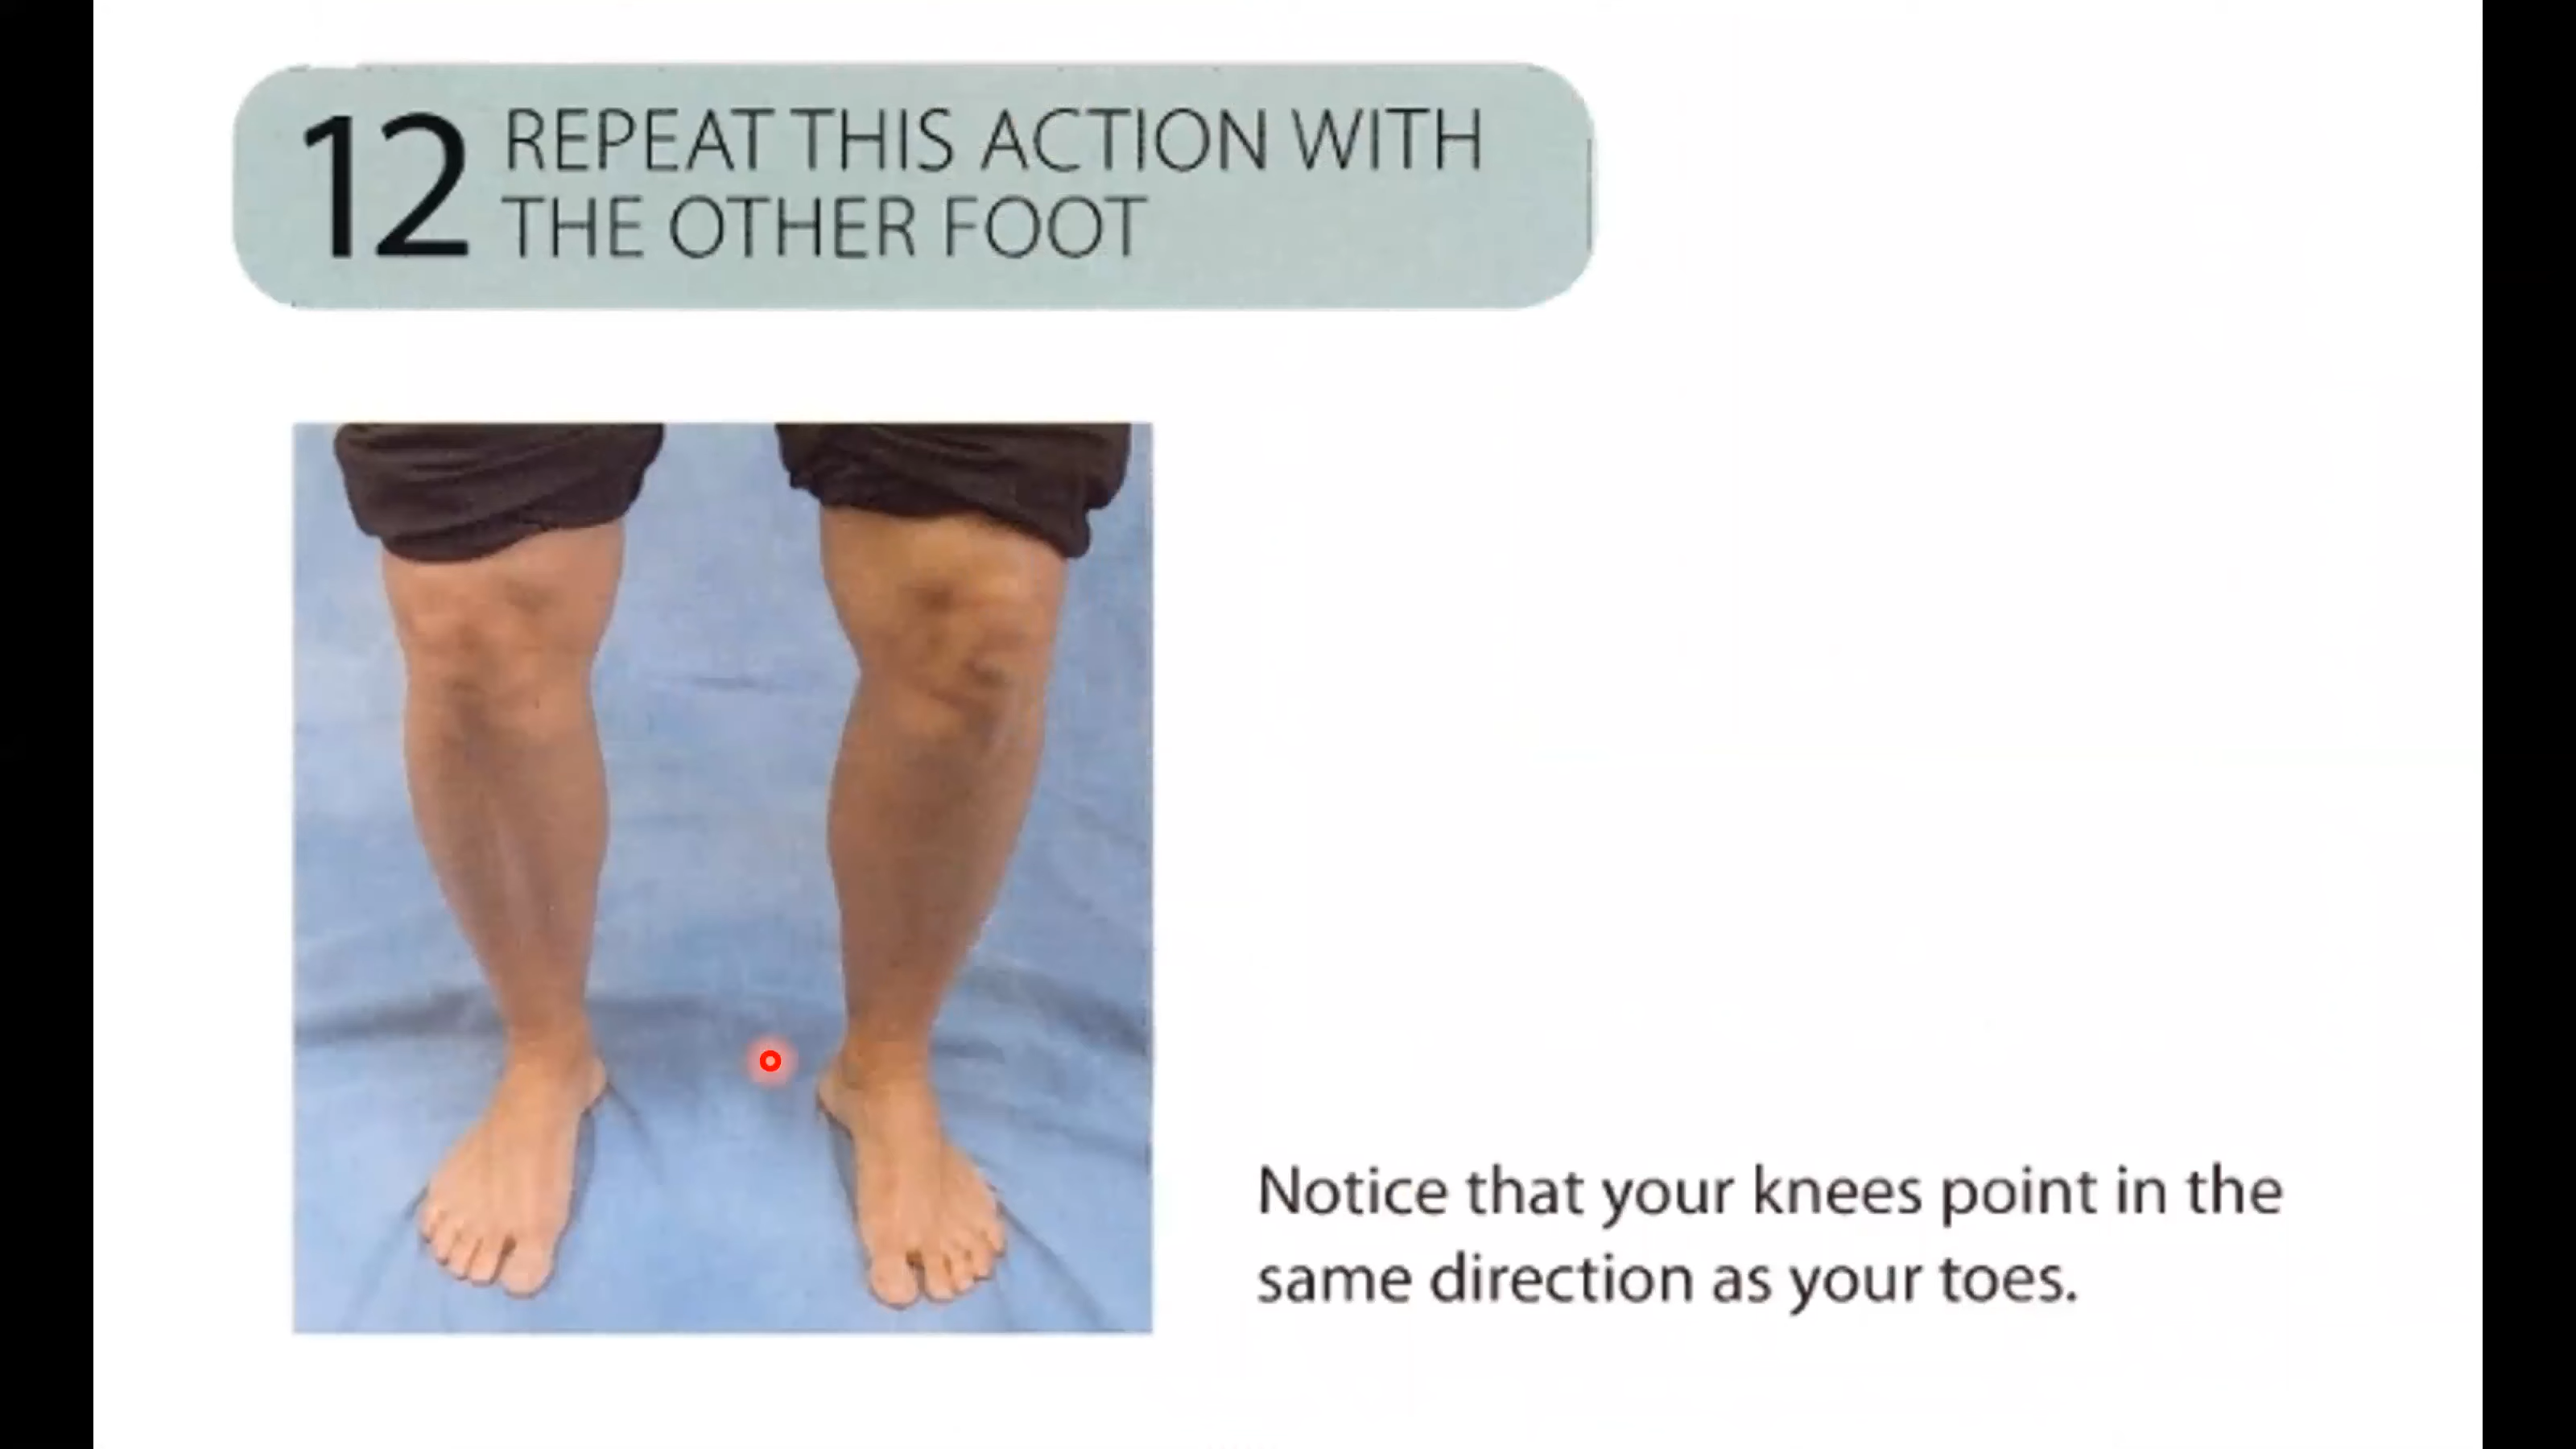 12 REPEAT THIS ACTION WITH
THE OTHER FOOT
Notice that your knees point in the
same direction as your toes.